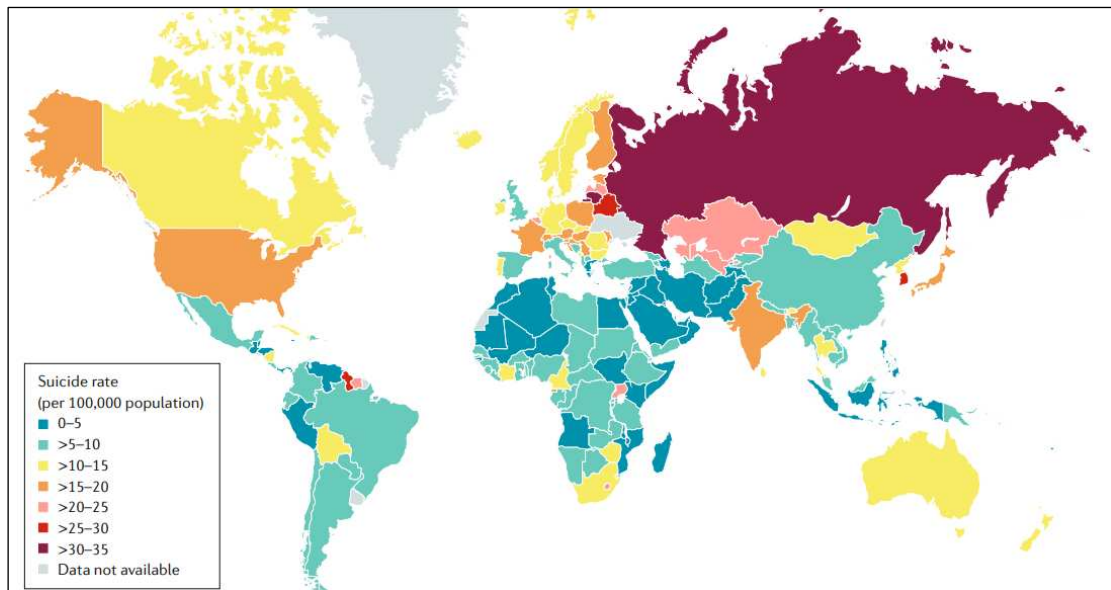 Suicide rate
(per 100,000 population)
0–5
>5–10
>10–15
>15–20
>20–25
>25–30
>30–35
Data not available